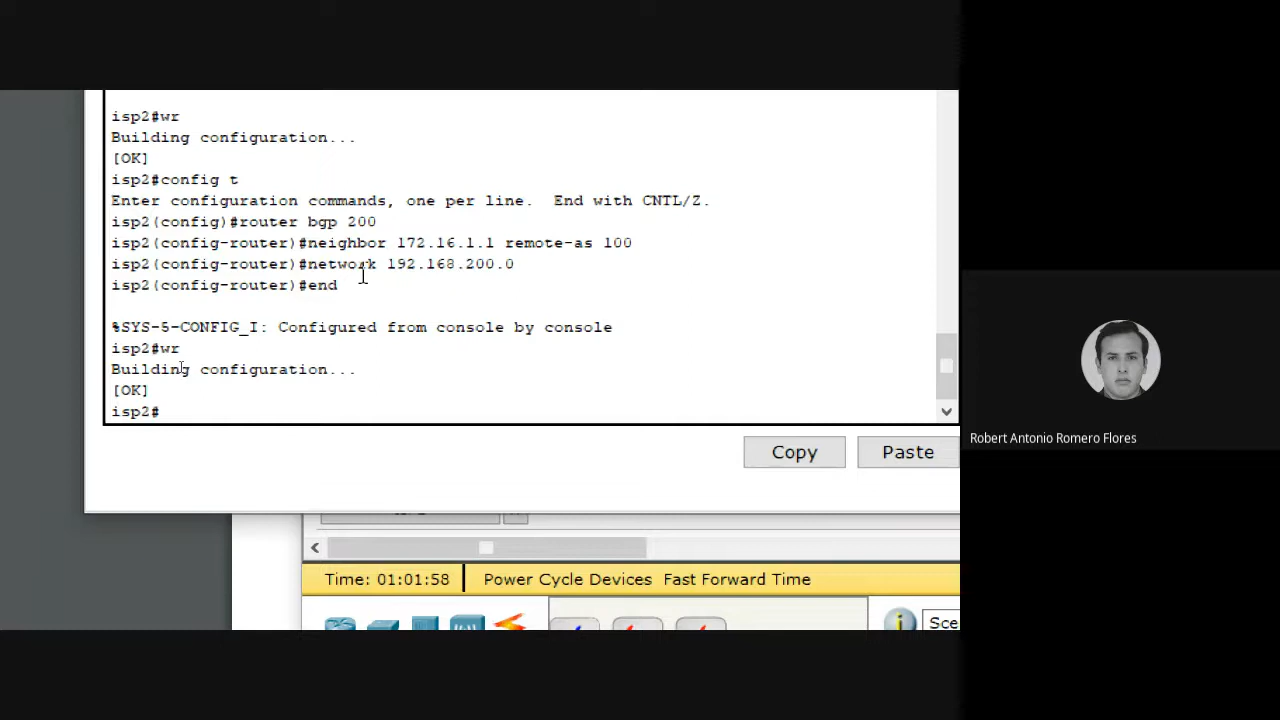 isp2#wr
Building configuration...
[OK]
isp2#config t
Enter configuration commands, one per line.  End with CNTL/Z.
isp2(config)#router bgp 200
isp2(config-router)#neighbor 172.16.1.1 remote-as 100
isp2(config-router)#network 192.168.200.0
isp2(config-router)#end
%SYS-5-CONFIG_I: Configured from console by console
isp2#wr
Building configuration...
[OK]
isp2#
Copy Paste
Robert Antonio Romero Flores
Time: 01:01:58 Power Cycle Devices Fast Forward Time
Sce